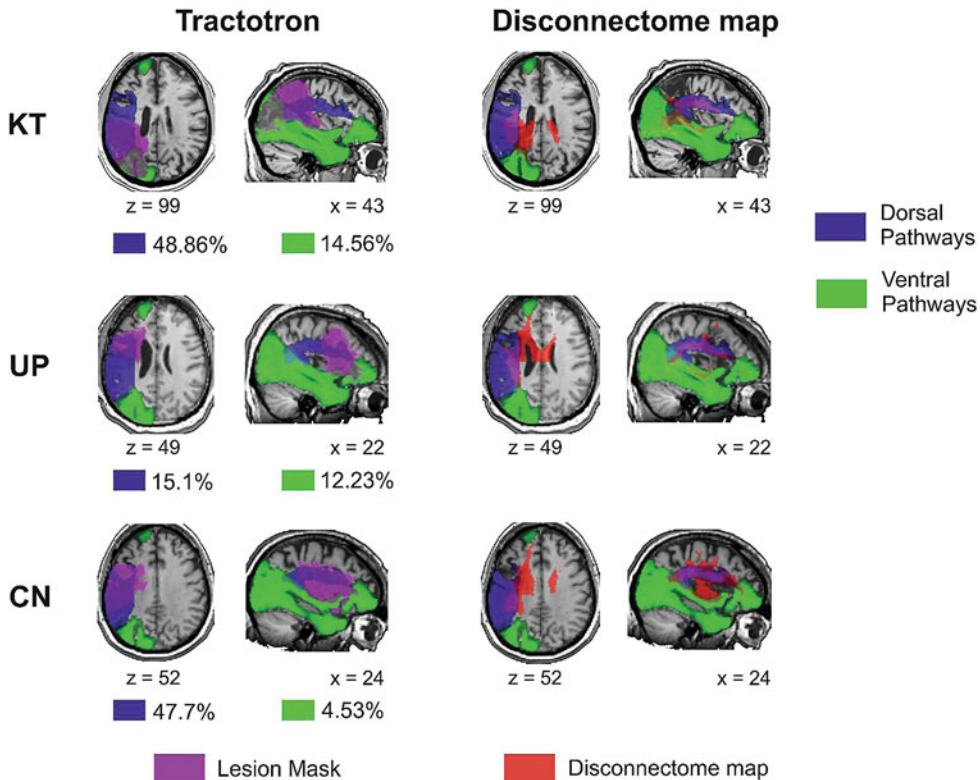 Tractotron
Disconnectome map
KT
z = 99
x = 43
z = 99
x = 43
48.86%
14.56%
Dorsal
Pathways
Ventral
Pathways
UP
z = 49
x = 22
z = 49
x = 22
15.1%
12.23%
CN
z = 52
x = 24
z = 52
x = 24
47.7%
4.53%
Lesion Mask
Disconnectome map